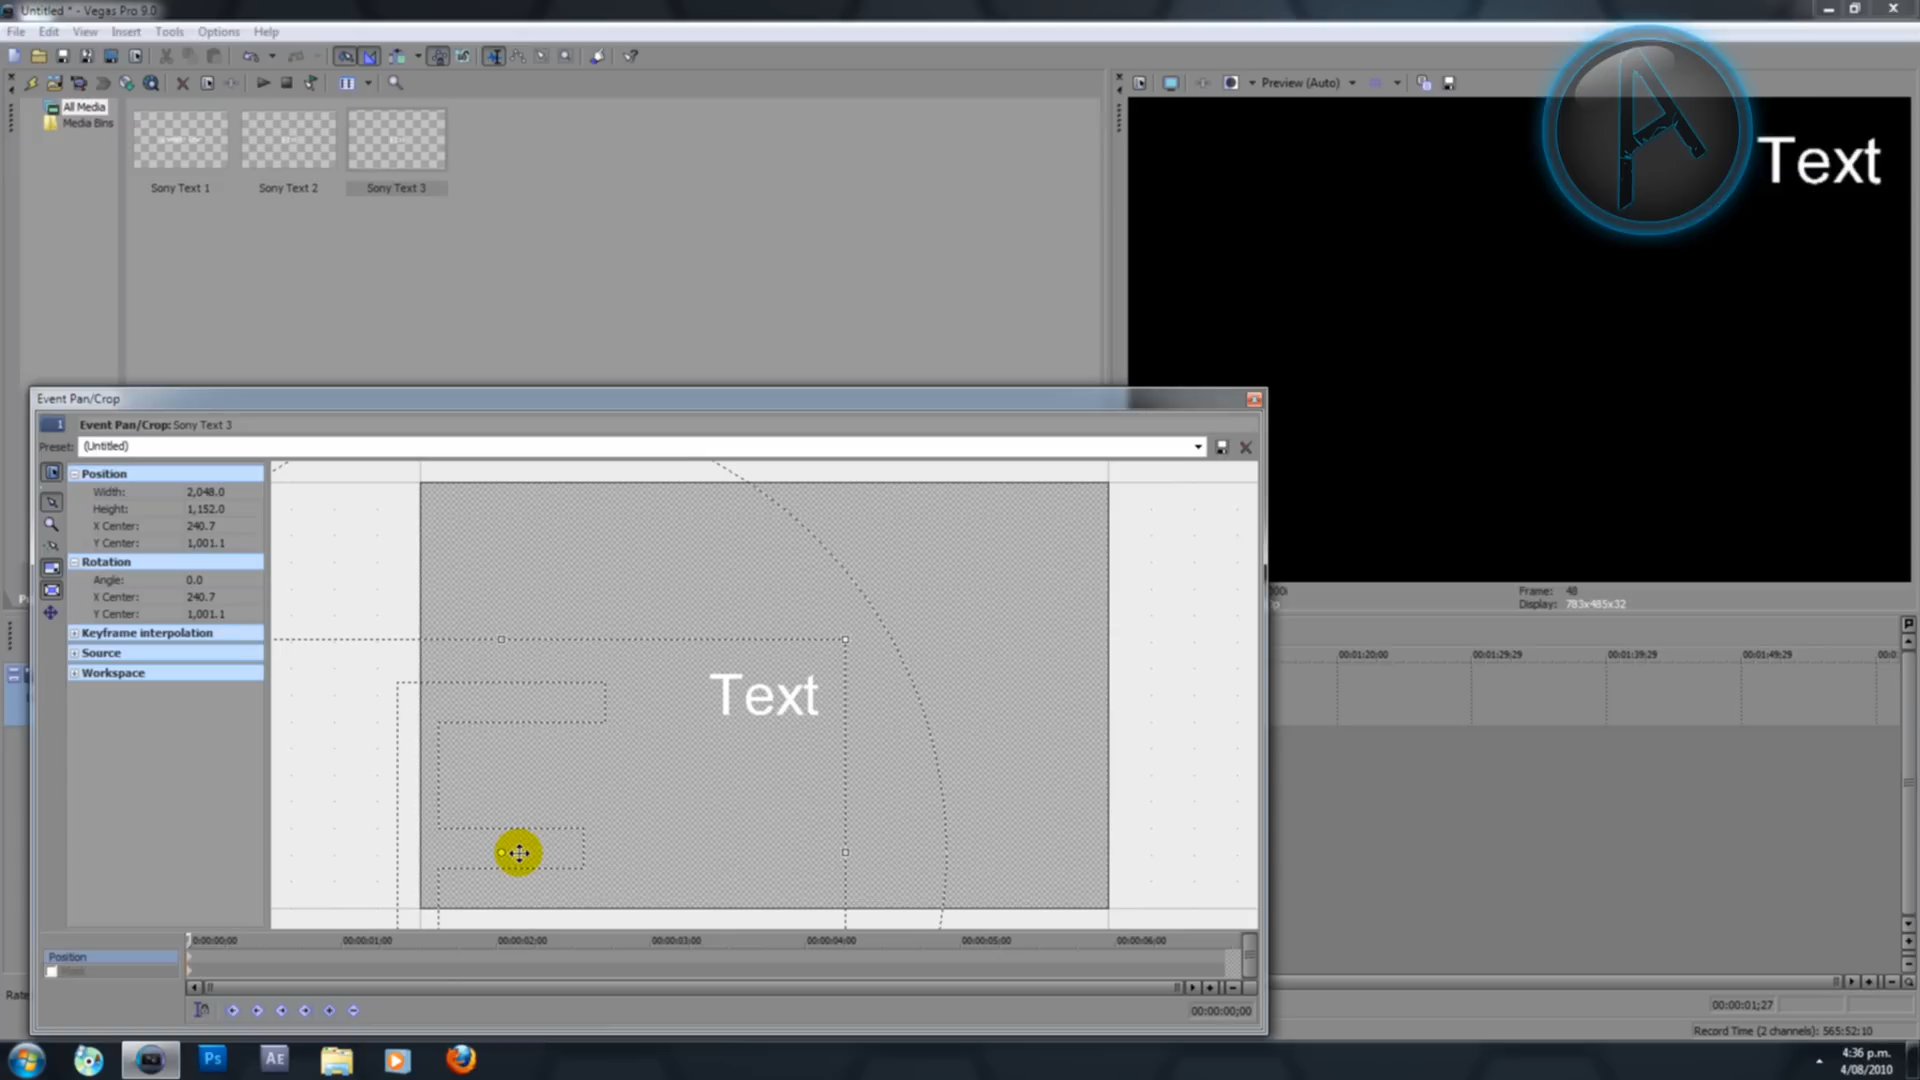 Untitled * - Vegas Pro 9.0
File Edit View Insert Tools Options Help
Preview (Auto)
All Media
Media Bins
Sony Text 1 Sony Text 2 Sony Text 3
Text
Event Pan/Crop
1 Event Pan/Crop: Sony Text 3
Preset: (Untitled)
Position
Width: 2,048.0
Height: 1,152.0
X Center: 240.7
Y Center: 1,001.1
Rotation
Angle: 0.0
X Center: 240.7
Y Center: 1,001.1
Keyframe interpolation
Source
Workspace
Text
Frame: 48
Display: 783x485x32
00:01:20;00 00:01:29;29 00:01:39;29 00:01:49;29
0:00:00;00 00:00:01;00 00:00:02;00 00:00:03;00 00:00:04;00 00:00:05;00 00:00:06;00
Position
Mask
00:00:00;00
00:00:01;27
Record Time (2 channels): 565:52:10
Ps AE
4:36 p.m.
4/08/2010